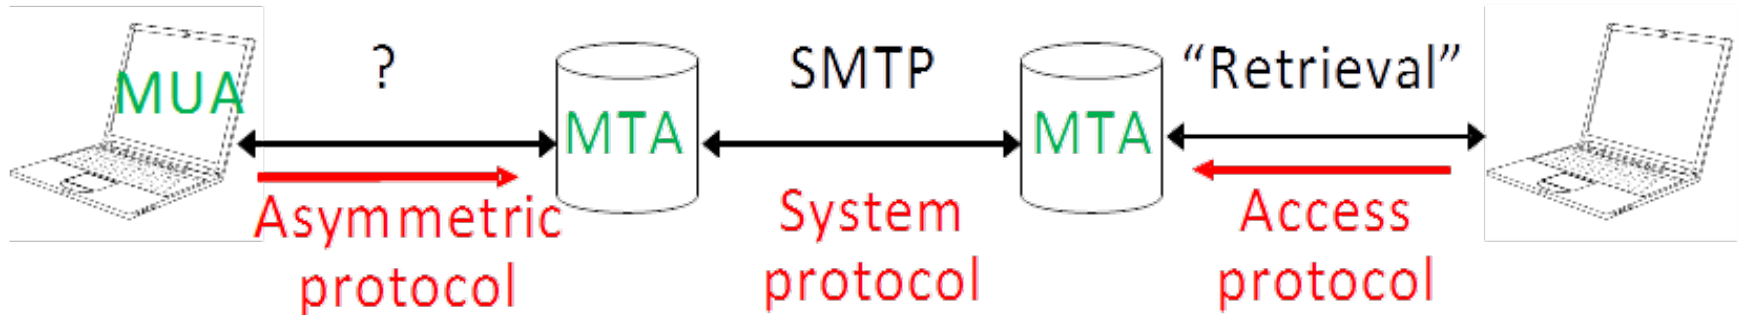 MUA
?
MTA
SMTP
MTA
“Retrieval”
Asymmetric
protocol
System
protocol
Access
protocol